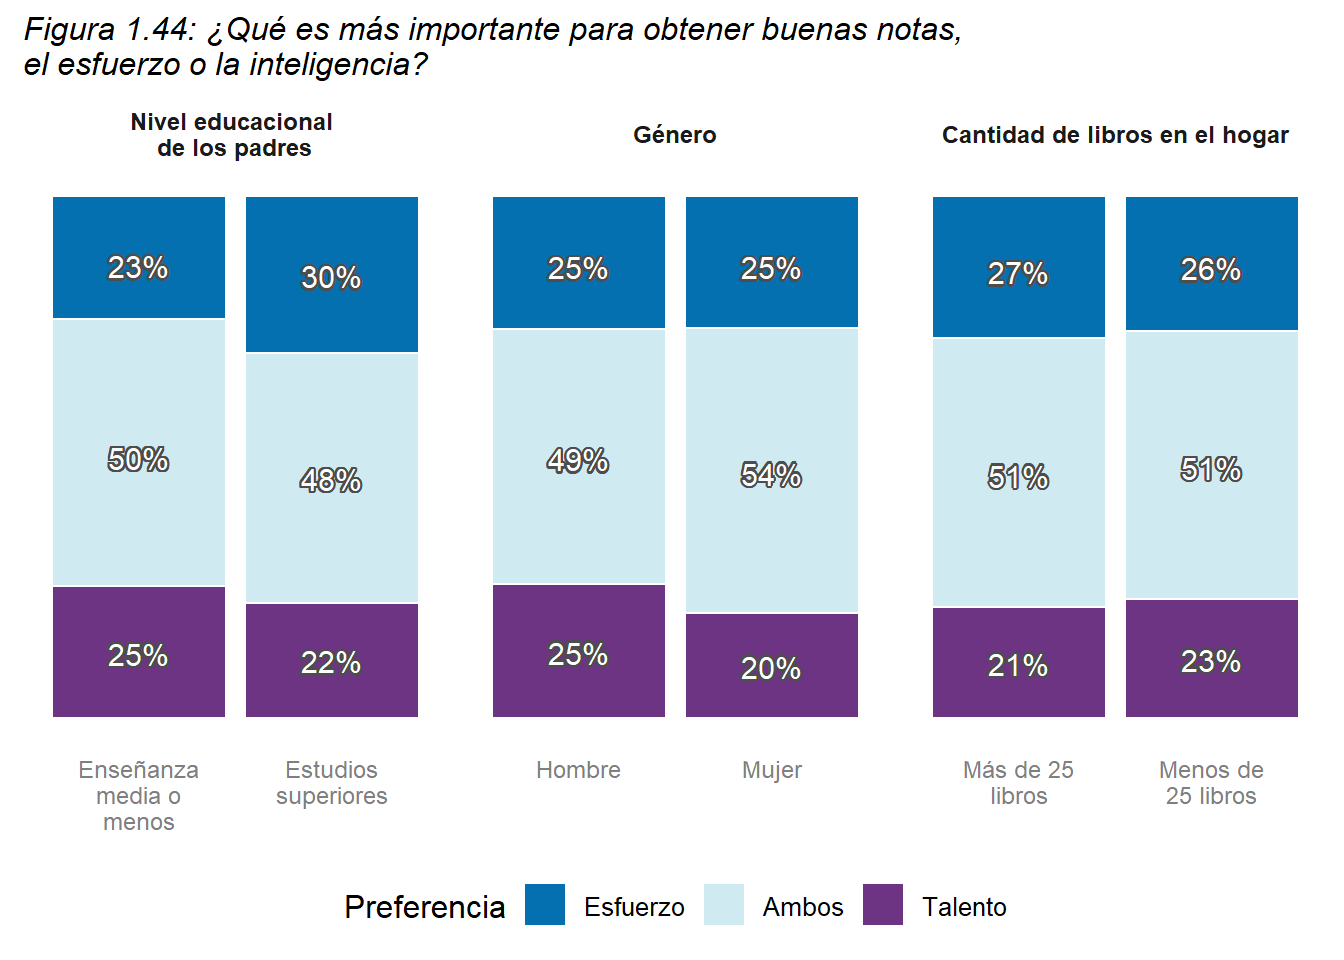 Figura 1.44: ¿Qué es más importante para obtener buenas notas,
el esfuerzo o la inteligencia?
Nivel educacional
de los padres
23%
30%
50%
48%
25%
22%
Enseñanza
media o
menos
Estudios
superiores
Género
25%
25%
49%
54%
25%
20%
Hombre
Mujer
Cantidad de libros en el hogar
27%
26%
51%
51%
21%
23%
Más de 25
libros
Menos de
25 libros
Preferencia
Esfuerzo
Ambos
Talento